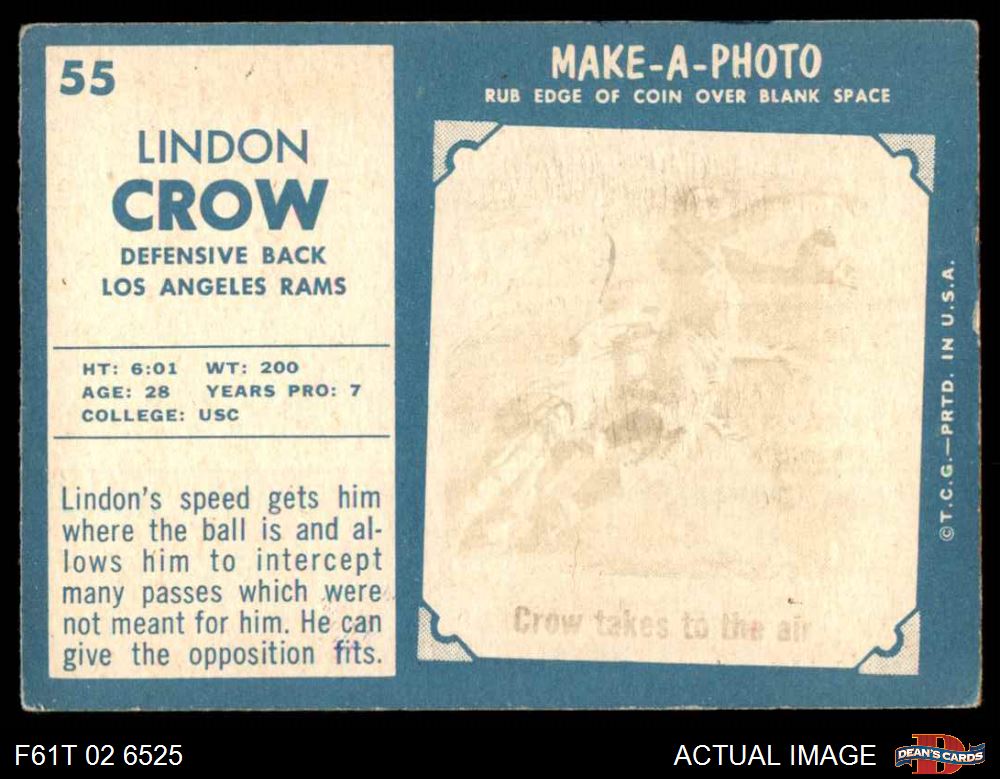 55
LINDON
CROW
DEFENSIVE BACK
LOS ANGELES RAMS
HT: 6:01 WT: 200
AGE: 28 YEARS PRO: 7
COLLEGE: USC
Lindon's speed gets him
where the ball is and al-
lows him to intercept
many passes which were
not meant for him. He can
give the opposition fits.
MAKE-A-PHOTO
RUB EDGE OF COIN OVER BLANK SPACE
Crow takes to the air
©T.C.G.—PRTD. IN U.S.A.
F61T 02 6525
ACTUAL IMAGE
D
DEAN'S CARDS